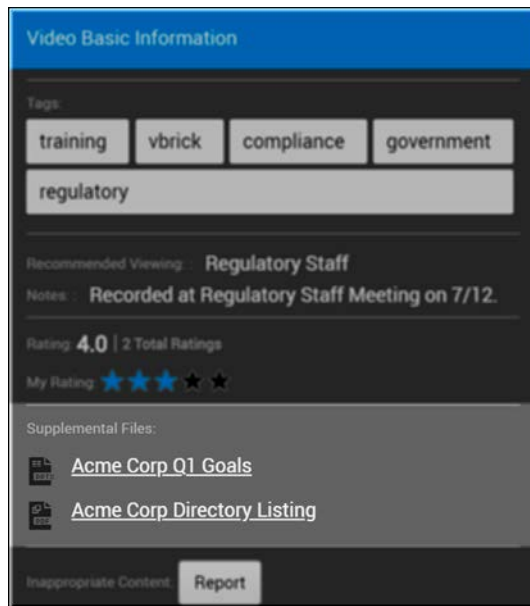 Video Basic Information
Tags:
training vbrick compliance government
regulatory
Recommended Viewing: Regulatory Staff
Notes: Recorded at Regulatory Staff Meeting on 7/12.
Rating: 4.0 | 2 Total Ratings
My Rating:
Supplemental Files:
Acme Corp Q1 Goals
Acme Corp Directory Listing
Inappropriate Content: Report